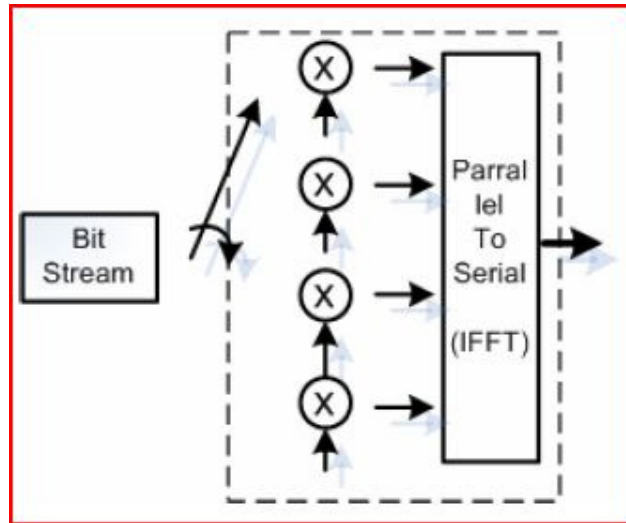 X
Bit
Stream
X
X
X
Parral
lel
To
Serial
(IFFT)